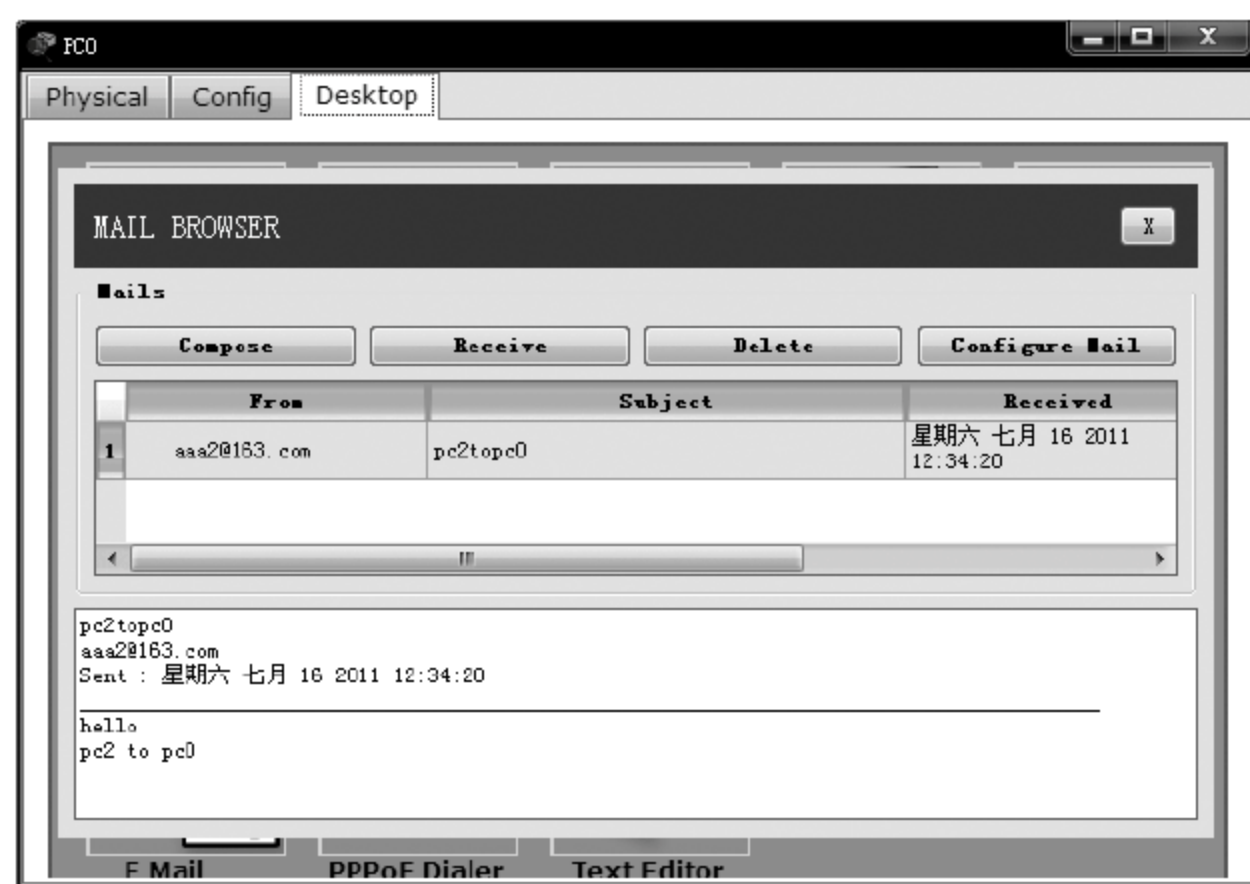 PC0
Physical Config Desktop
MAIL BROWSER
X
Mails
Compose Receive Delete Configure Mail
From Subject Received
1 aaa2@163.com pc2topc0 星期六 七月 16 2011
12:34:20
pc2topc0
aaa2@163.com
Sent : 星期六 七月 16 2011 12:34:20
hello
pc2 to pc0
E Mail PPPoE Dialer Text Editor